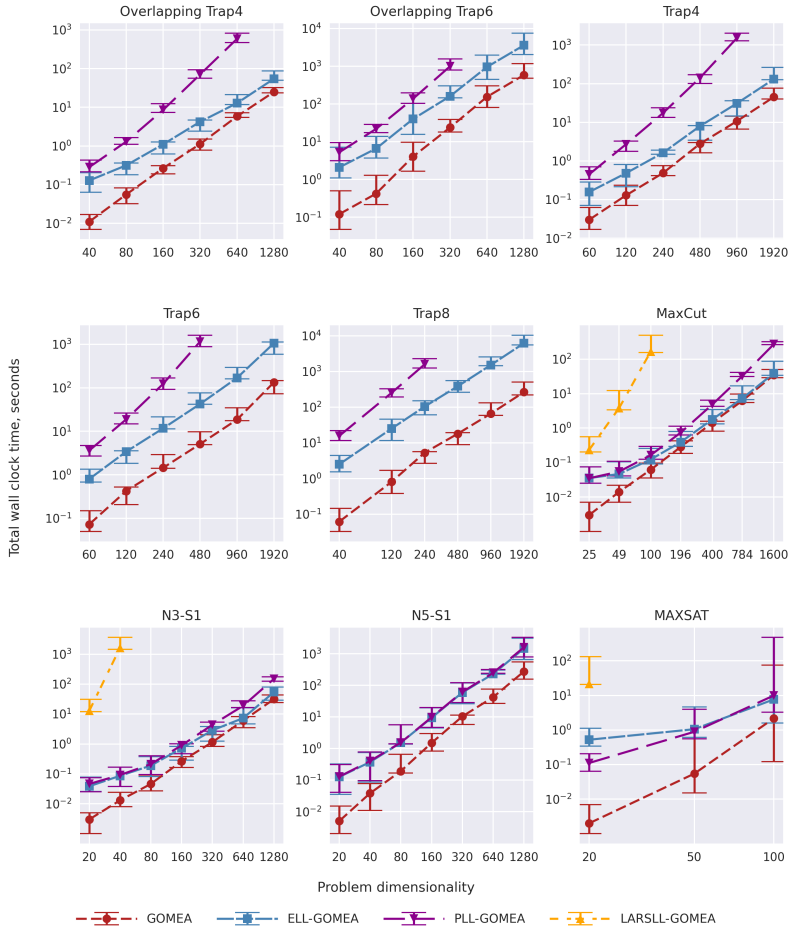 Overlapping Trap4
Overlapping Trap6
Trap4
10³
10²
10¹
10⁰
10⁻¹
10⁻²
40 80 160 320 640 1280
10⁴
10³
10²
10¹
10⁰
10⁻¹
40 80 160 320 640 1280
10³
10²
10¹
10⁰
10⁻¹
10⁻²
60 120 240 480 960 1920
Total wall clock time, seconds
Trap6
Trap8
MaxCut
10³
10²
10¹
10⁰
10⁻¹
60 120 240 480 960 1920
10⁴
10³
10²
10¹
10⁰
10⁻¹
40 120 240 480 960 1920
10²
10¹
10⁰
10⁻¹
10⁻²
25 49 100 196 400 784 1600
N3-S1
N5-S1
MAXSAT
10³
10²
10¹
10⁰
10⁻¹
10⁻²
20 40 80 160 320 640 1280
10³
10²
10¹
10⁰
10⁻¹
10⁻²
20 40 80 160 320 640 1280
10²
10¹
10⁰
10⁻¹
10⁻²
20 50 100
Problem dimensionality
GOMEA ELL-GOMEA PLL-GOMEA LARSLL-GOMEA